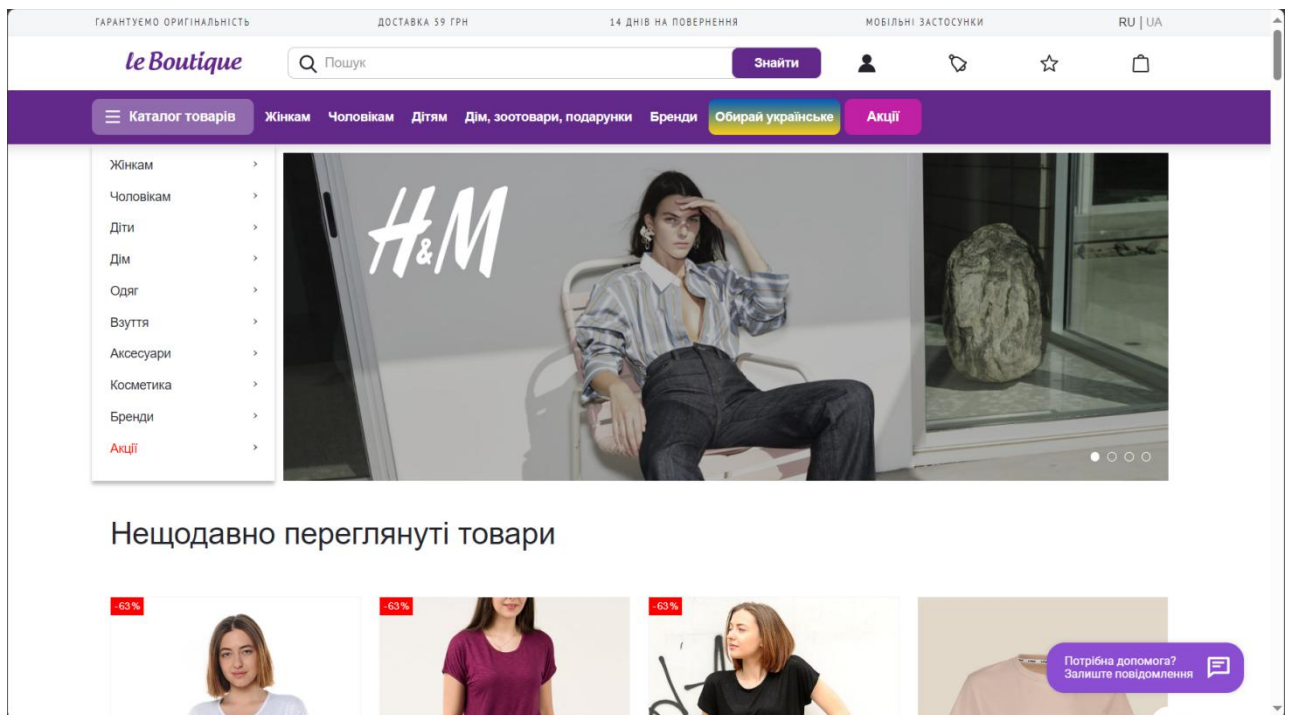 ГАРАНТУЄМО ОРИГІНАЛЬНІСТЬ ДОСТАВКА 59 ГРН 14 ДНІВ НА ПОВЕРНЕННЯ МОБІЛЬНІ ЗАСТОСУНКИ RU | UA
le Boutique Пошук Знайти
Каталог товарів Жінкам Чоловікам Дітям Дім, зоотовари, подарунки Бренди Обирай українське Акції
Жінкам
Чоловікам
Діти
Дім
Одяг
Взуття
Аксесуари
Косметика
Бренди
Акції
H&M
Нещодавно переглянуті товари
-63% -63% -63%
Потрібна допомога?
Залиште повідомлення